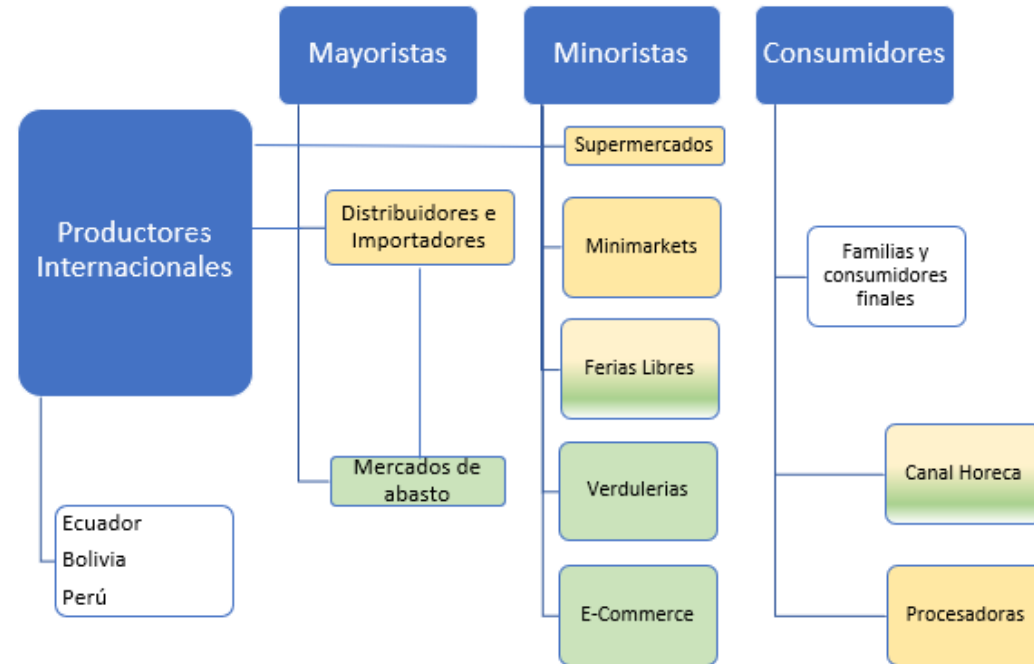 Mayoristas
Minoristas
Consumidores
Productores
Internacionales
Supermercados
Distribuidores e
Importadores
Minimarkets
Familias y
consumidores
finales
Ferias Libres
Mercados de
abasto
Verdulerias
Canal Horeca
Ecuador
Bolivia
Perú
E-Commerce
Procesadoras